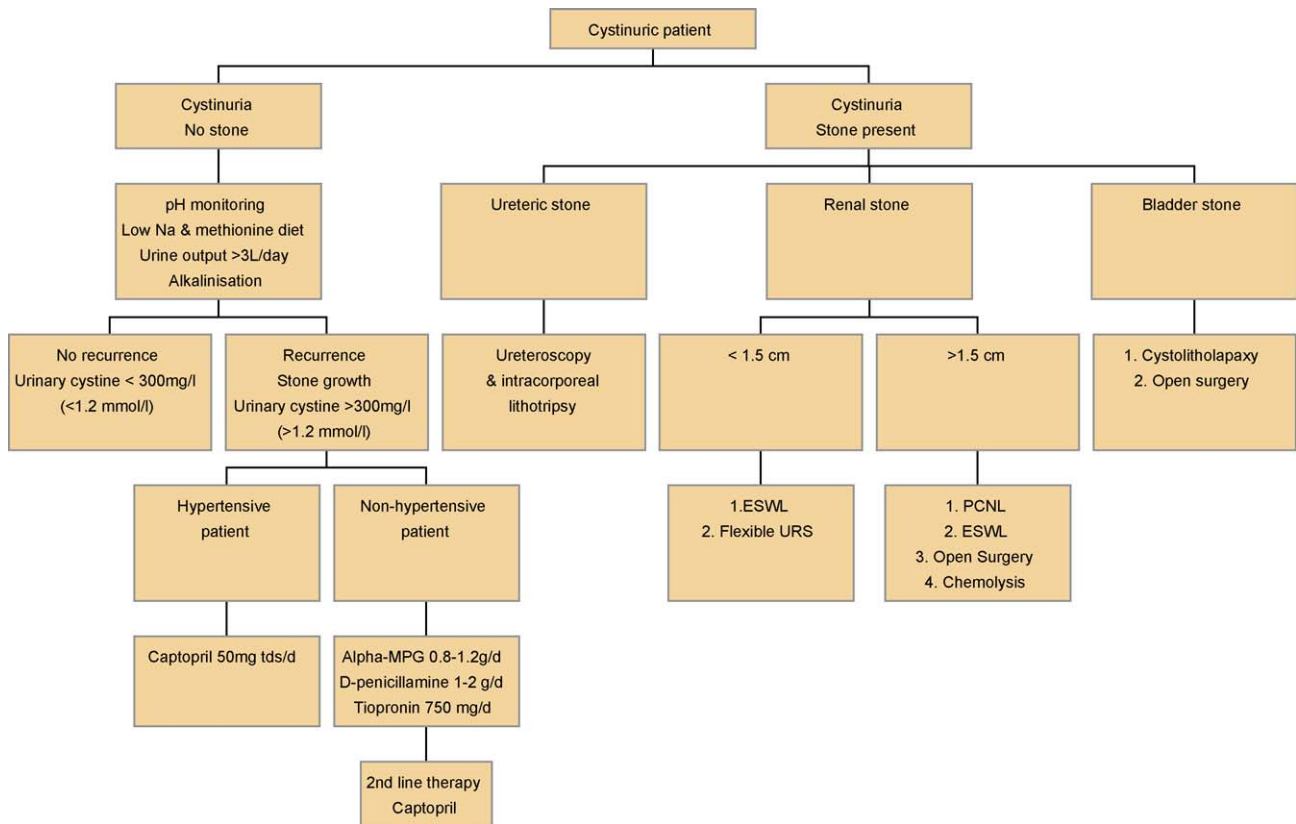 Cystinuric patient
Cystinuria
No stone
Cystinuria
Stone present
pH monitoring
Low Na & methionine diet
Urine output >3L/day
Alkalinisation
Ureteric stone
Renal stone
Bladder stone
No recurrence
Urinary cystine < 300mg/l
(<1.2 mmol/l)
Recurrence
Stone growth
Urinary cystine >300mg/l
(>1.2 mmol/l)
Ureteroscopy
& intracorporeal
lithotripsy
< 1.5 cm
>1.5 cm
1. Cystolitholapaxy
2. Open surgery
Hypertensive
patient
Non-hypertensive
patient
1.ESWL
2. Flexible URS
1. PCNL
2. ESWL
3. Open Surgery
4. Chemolysis
Captopril 50mg tds/d
Alpha-MPG 0.8-1.2g/d
D-penicillamine 1-2 g/d
Tiopronin 750 mg/d
2nd line therapy
Captopril